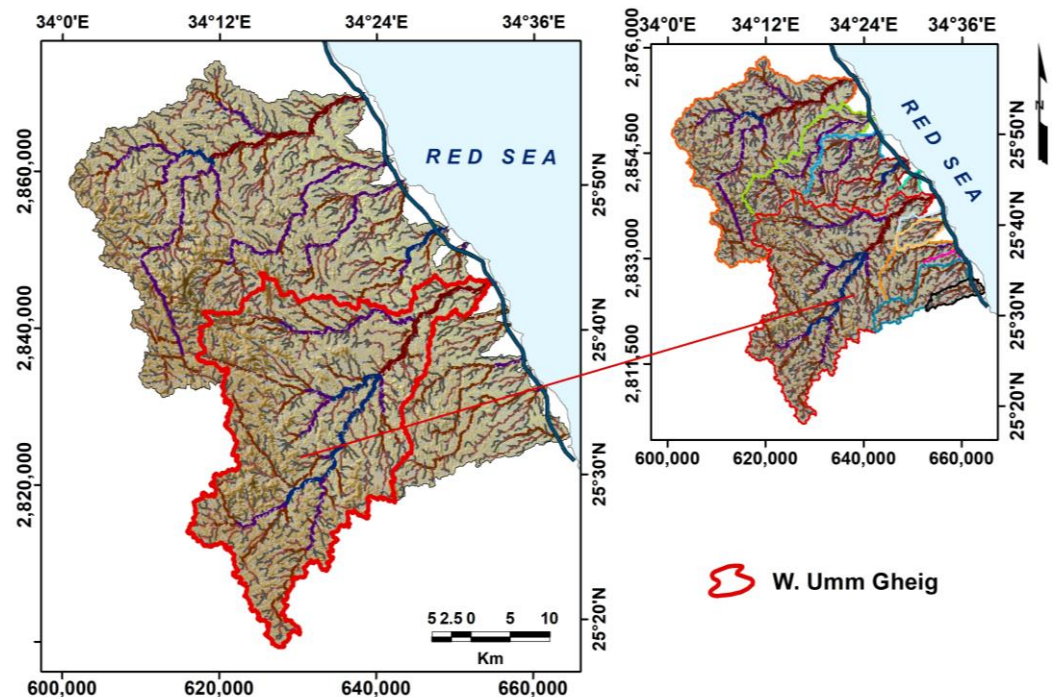 34°0'E 34°12'E 34°24'E 34°36'E
2,860,000
2,840,000
2,820,000
RED SEA
25°50'N
25°40'N
25°30'N
25°20'N
5 2.5 0 5 10
Km
600,000 620,000 640,000 660,000
34°0'E 34°12'E 34°24'E 34°36'E
2,876,000
2,854,500
2,833,000
2,811,500
RED SEA
N
25°50'N
25°40'N
25°30'N
25°20'N
600,000 620,000 640,000 660,000
W. Umm Gheig